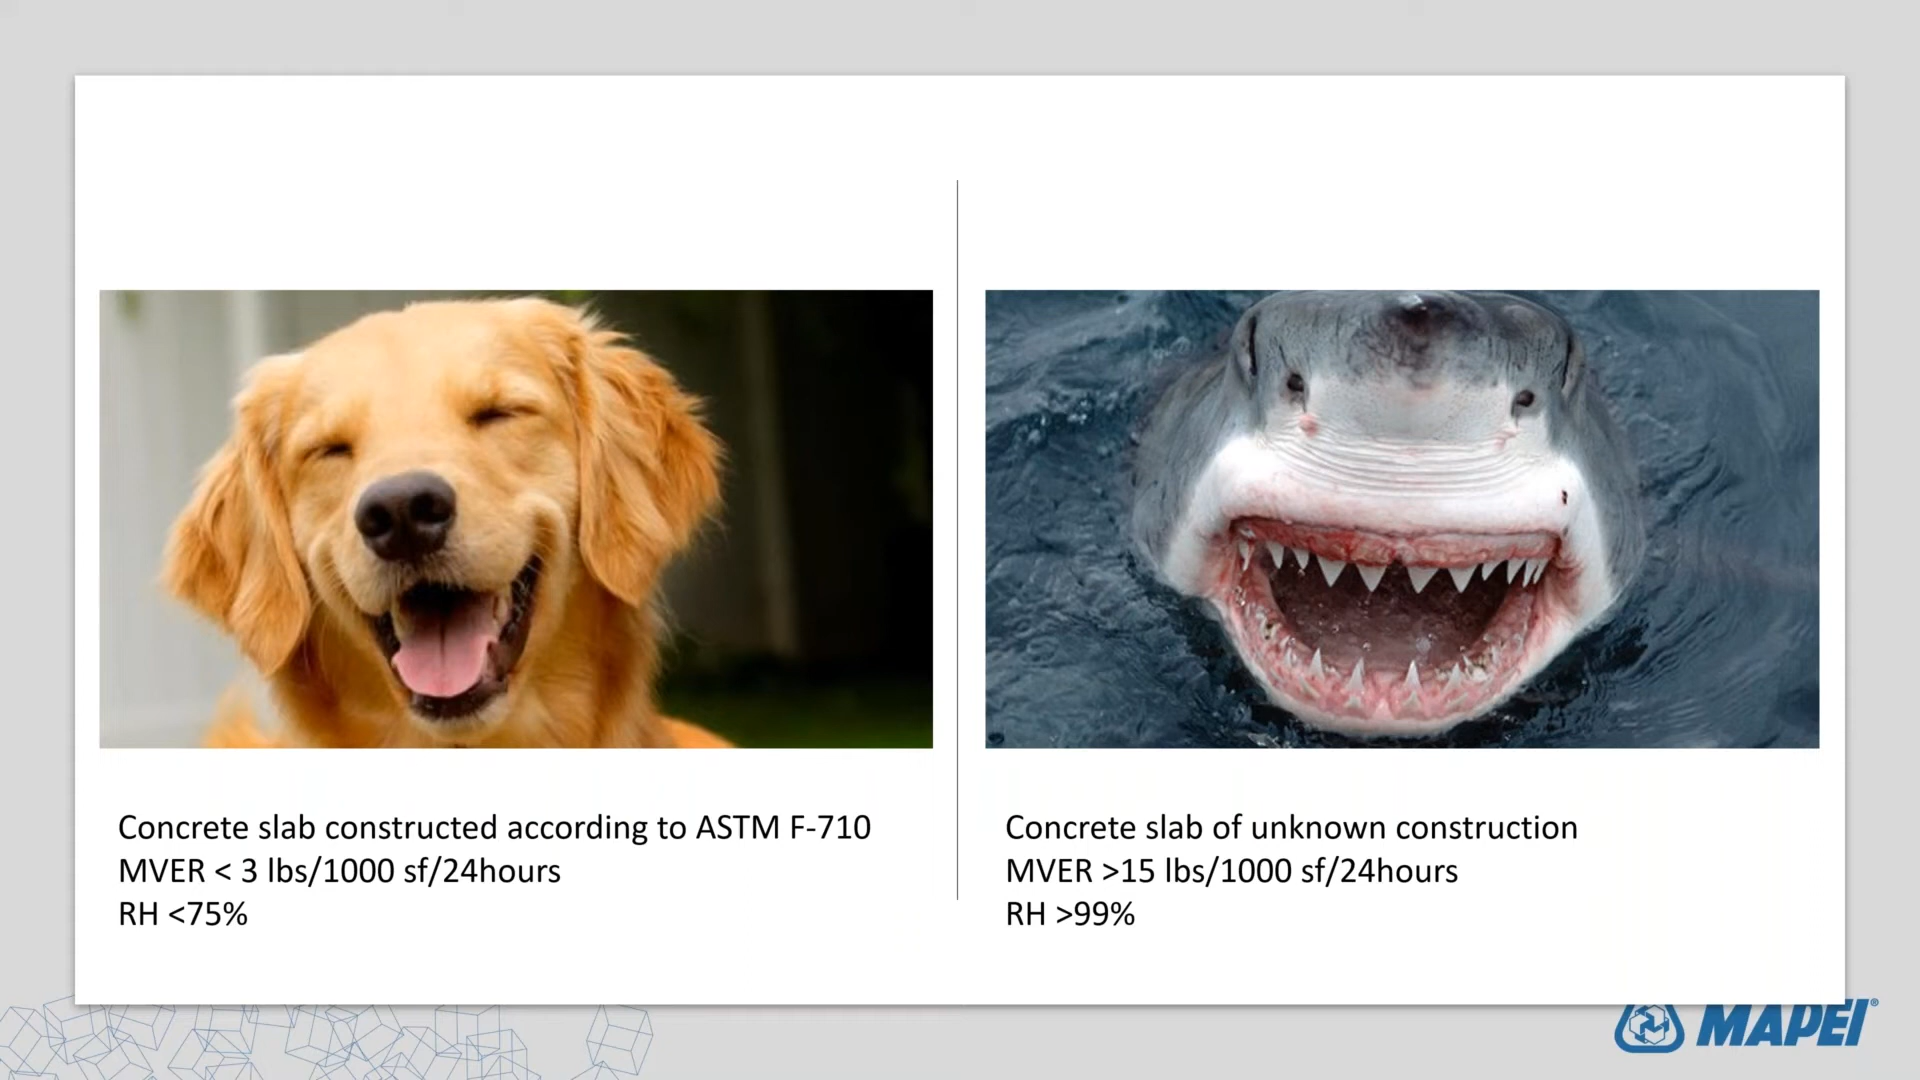 Concrete slab constructed according to ASTM F-710
MVER < 3 lbs/1000 sf/24hours
RH <75%
Concrete slab of unknown construction
MVER >15 lbs/1000 sf/24hours
RH >99%
MAPEI®